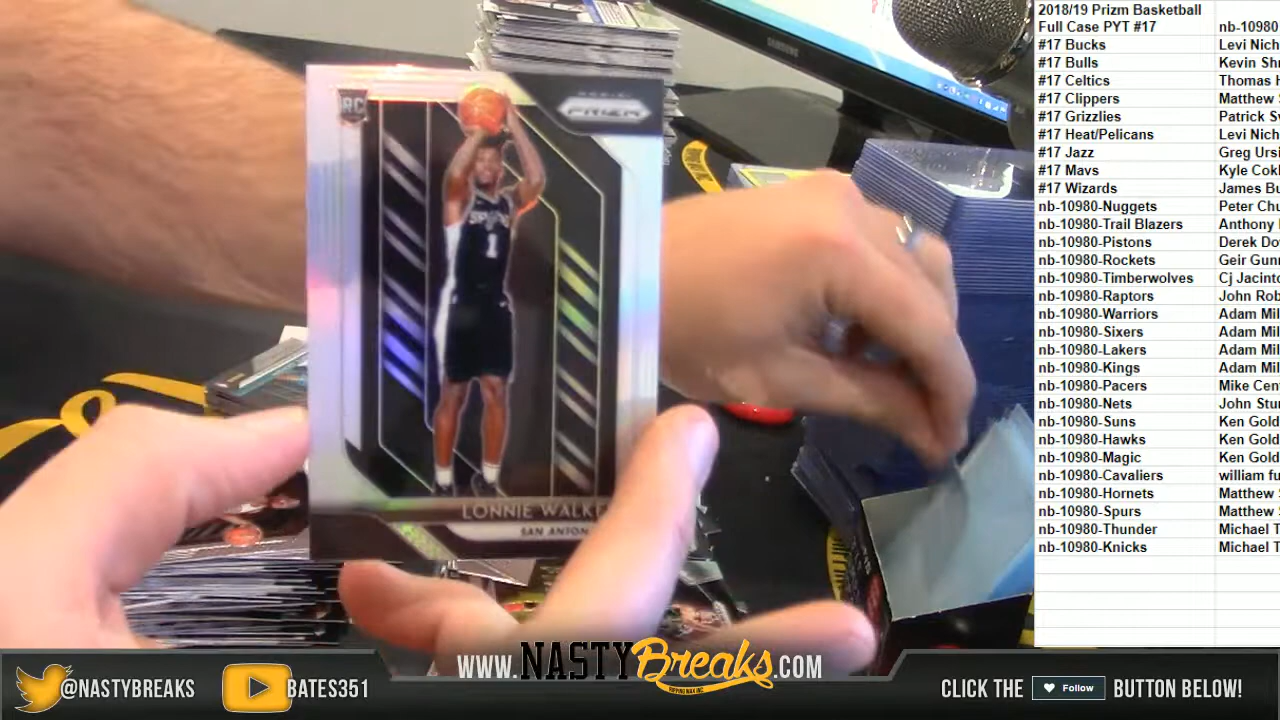 SAMSUNG
RC
PANINI
PRIZM
SPURS
1
LONNIE WALKE
SAN ANTON
2018/19 Prizm Basketball
Full Case PYT #17 nb-10980
#17 Bucks Levi Nich
#17 Bulls Kevin Shr
#17 Celtics Thomas H
#17 Clippers Matthew S
#17 Grizzlies Patrick Sw
#17 Heat/Pelicans Levi Nich
#17 Jazz Greg Ursi
#17 Mavs Kyle Cokl
#17 Wizards James Bu
nb-10980-Nuggets Peter Chu
nb-10980-Trail Blazers Anthony
nb-10980-Pistons Derek Do
nb-10980-Rockets Geir Gunn
nb-10980-Timberwolves Cj Jacint
nb-10980-Raptors John Rob
nb-10980-Warriors Adam Mil
nb-10980-Sixers Adam Mil
nb-10980-Lakers Adam Mil
nb-10980-Kings Adam Mil
nb-10980-Pacers Mike Cent
nb-10980-Nets John Stur
nb-10980-Suns Ken Gold
nb-10980-Hawks Ken Gold
nb-10980-Magic Ken Gold
nb-10980-Cavaliers william fu
nb-10980-Hornets Matthew S
nb-10980-Spurs Matthew S
nb-10980-Thunder Michael T
nb-10980-Knicks Michael T
@NASTYBREAKS
BATES351
WWW.NASTYBreaks.COM
RIPPING WAX INC.
CLICK THE Follow BUTTON BELOW!